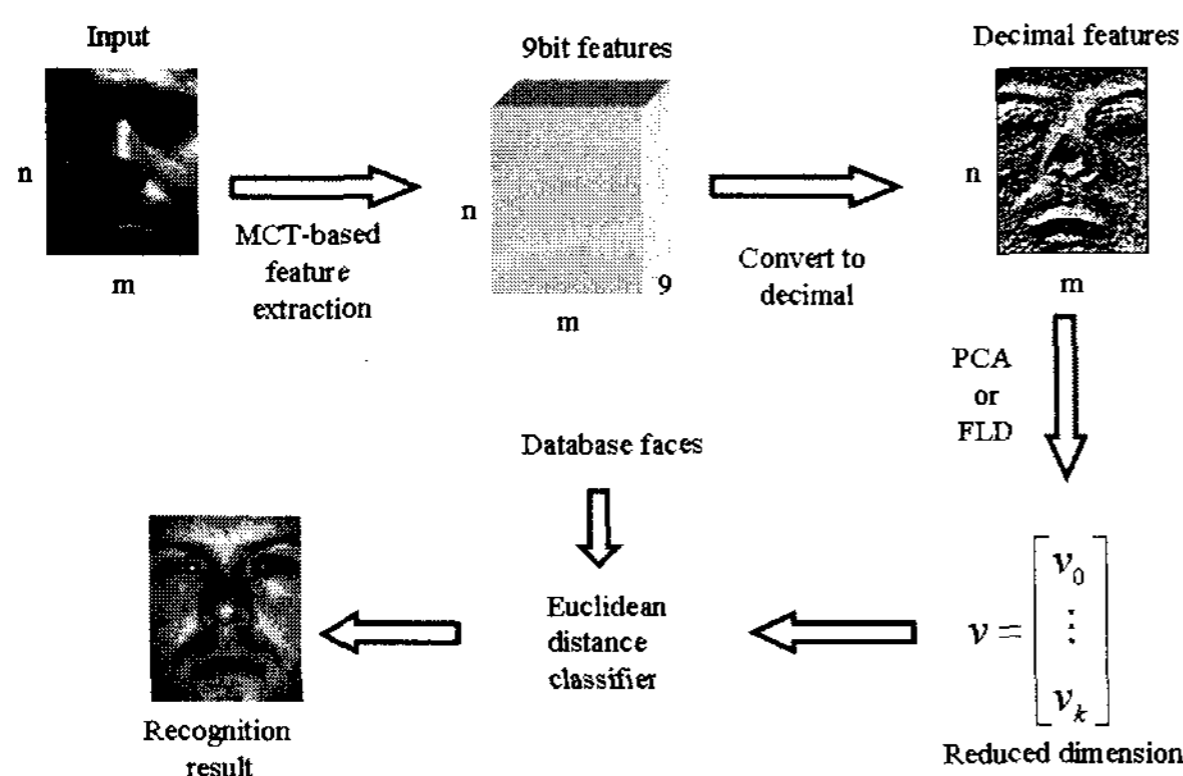 Input
n
m
MCT-based
feature
extraction
9bit features
n
m
9
Convert to
decimal
Decimal features
n
m
PCA
or
FLD
v = [ v0
⋮
vk ]
Reduced dimension
Database faces
Euclidean
distance
classifier
Recognition
result